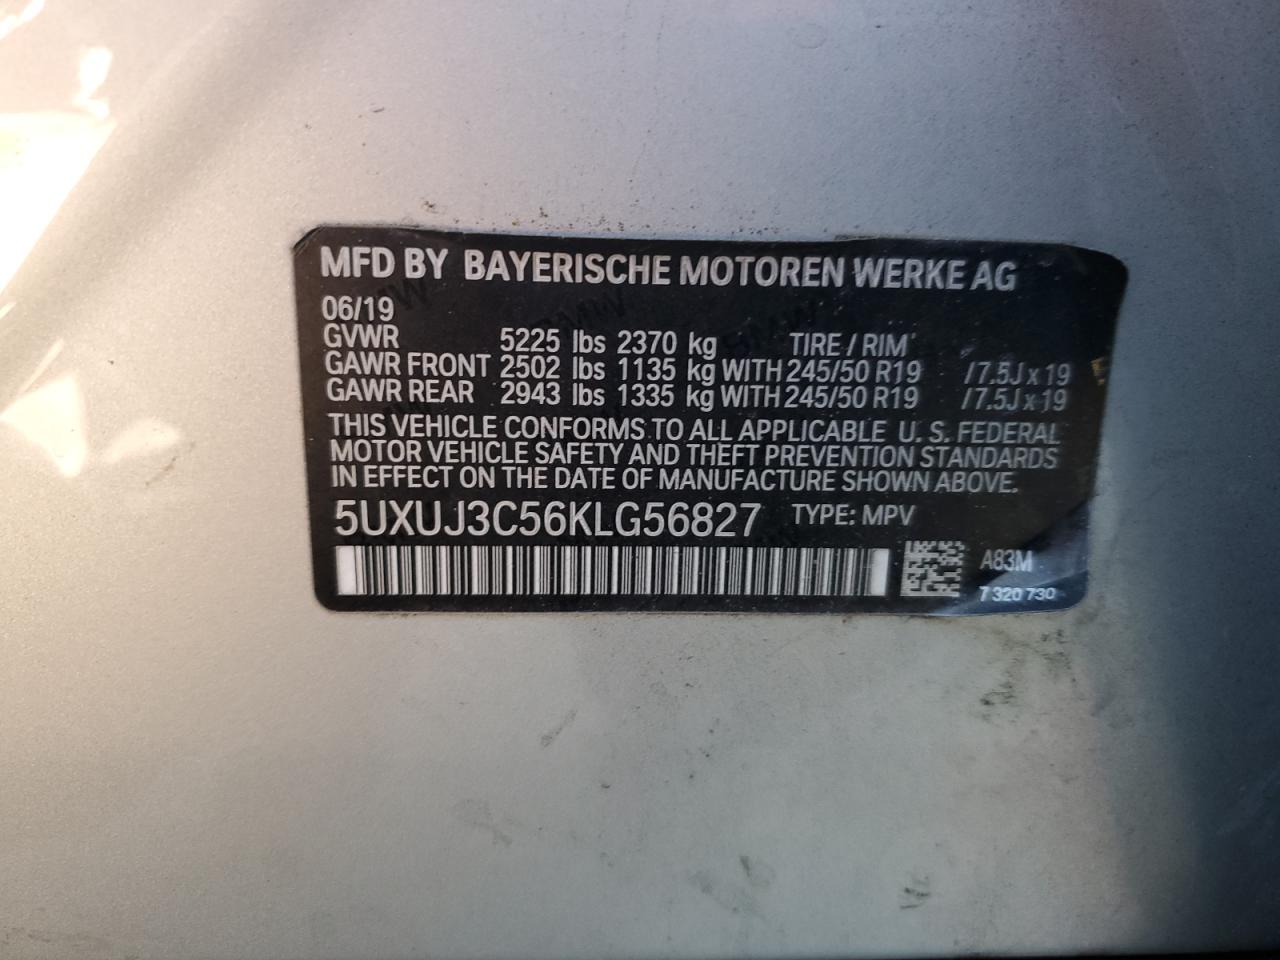 MFD BY BAYERISCHE MOTOREN WERKE AG
06/19
GVWR 5225 lbs 2370 kg TIRE / RIM
GAWR FRONT 2502 lbs 1135 kg WITH 245/50 R19 /7.5J x 19
GAWR REAR 2943 lbs 1335 kg WITH 245/50 R19 /7.5J x 19
THIS VEHICLE CONFORMS TO ALL APPLICABLE U. S. FEDERAL
MOTOR VEHICLE SAFETY AND THEFT PREVENTION STANDARDS
IN EFFECT ON THE DATE OF MANUFACTURE SHOWN ABOVE.
5UXUJ3C56KLG56827 TYPE: MPV
A83M
7 320 730